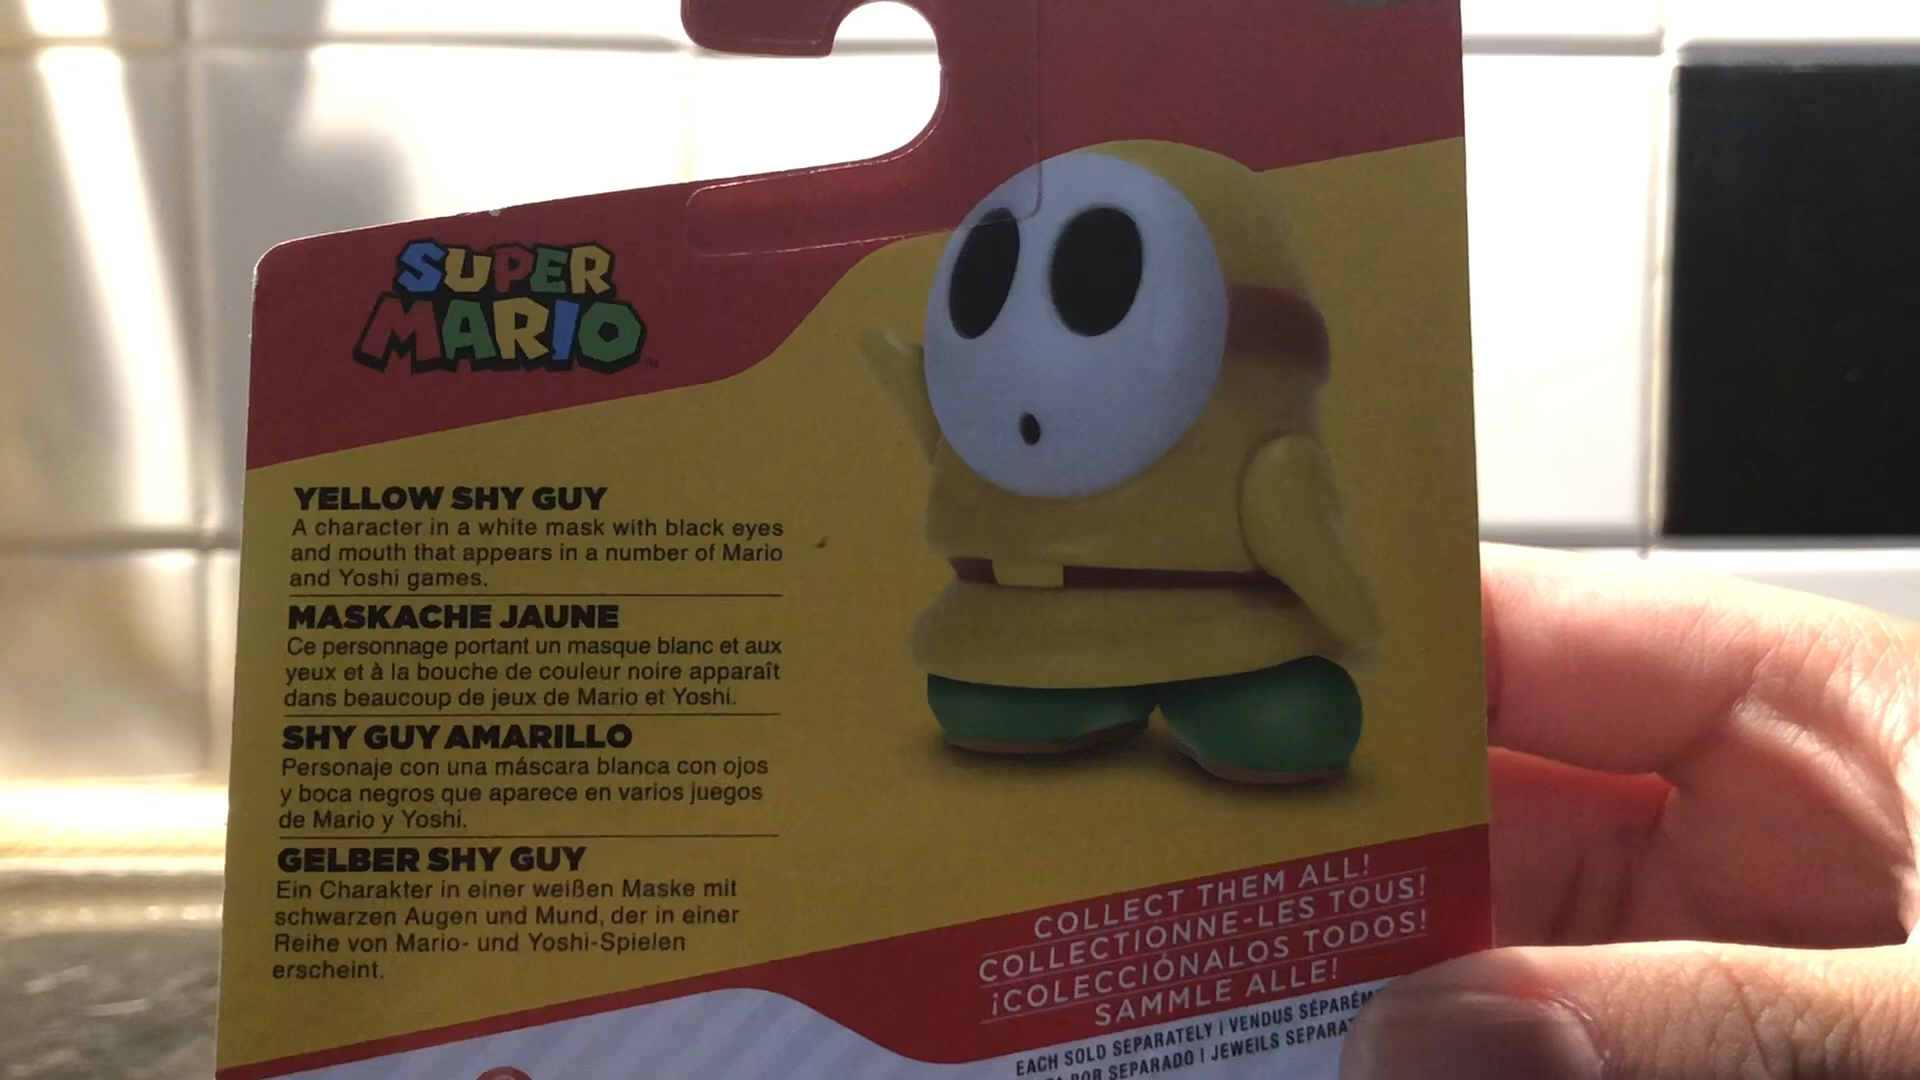 SUPER
MARIO™
YELLOW SHY GUY
A character in a white mask with black eyes
and mouth that appears in a number of Mario
and Yoshi games.
MASKACHE JAUNE
Ce personnage portant un masque blanc et aux
yeux et à la bouche de couleur noire apparaît
dans beaucoup de jeux de Mario et Yoshi.
SHY GUY AMARILLO
Personaje con una máscara blanca con ojos
y boca negros que aparece en varios juegos
de Mario y Yoshi.
GELBER SHY GUY
Ein Charakter in einer weißen Maske mit
schwarzen Augen und Mund, der in einer
Reihe von Mario- und Yoshi-Spielen
erscheint.
COLLECT THEM ALL!
COLLECTIONNE-LES TOUS!
¡COLECCIÓNALOS TODOS!
SAMMLE ALLE!
EACH SOLD SEPARATELY | VENDUS
POR SEPARADO | JEWEILS